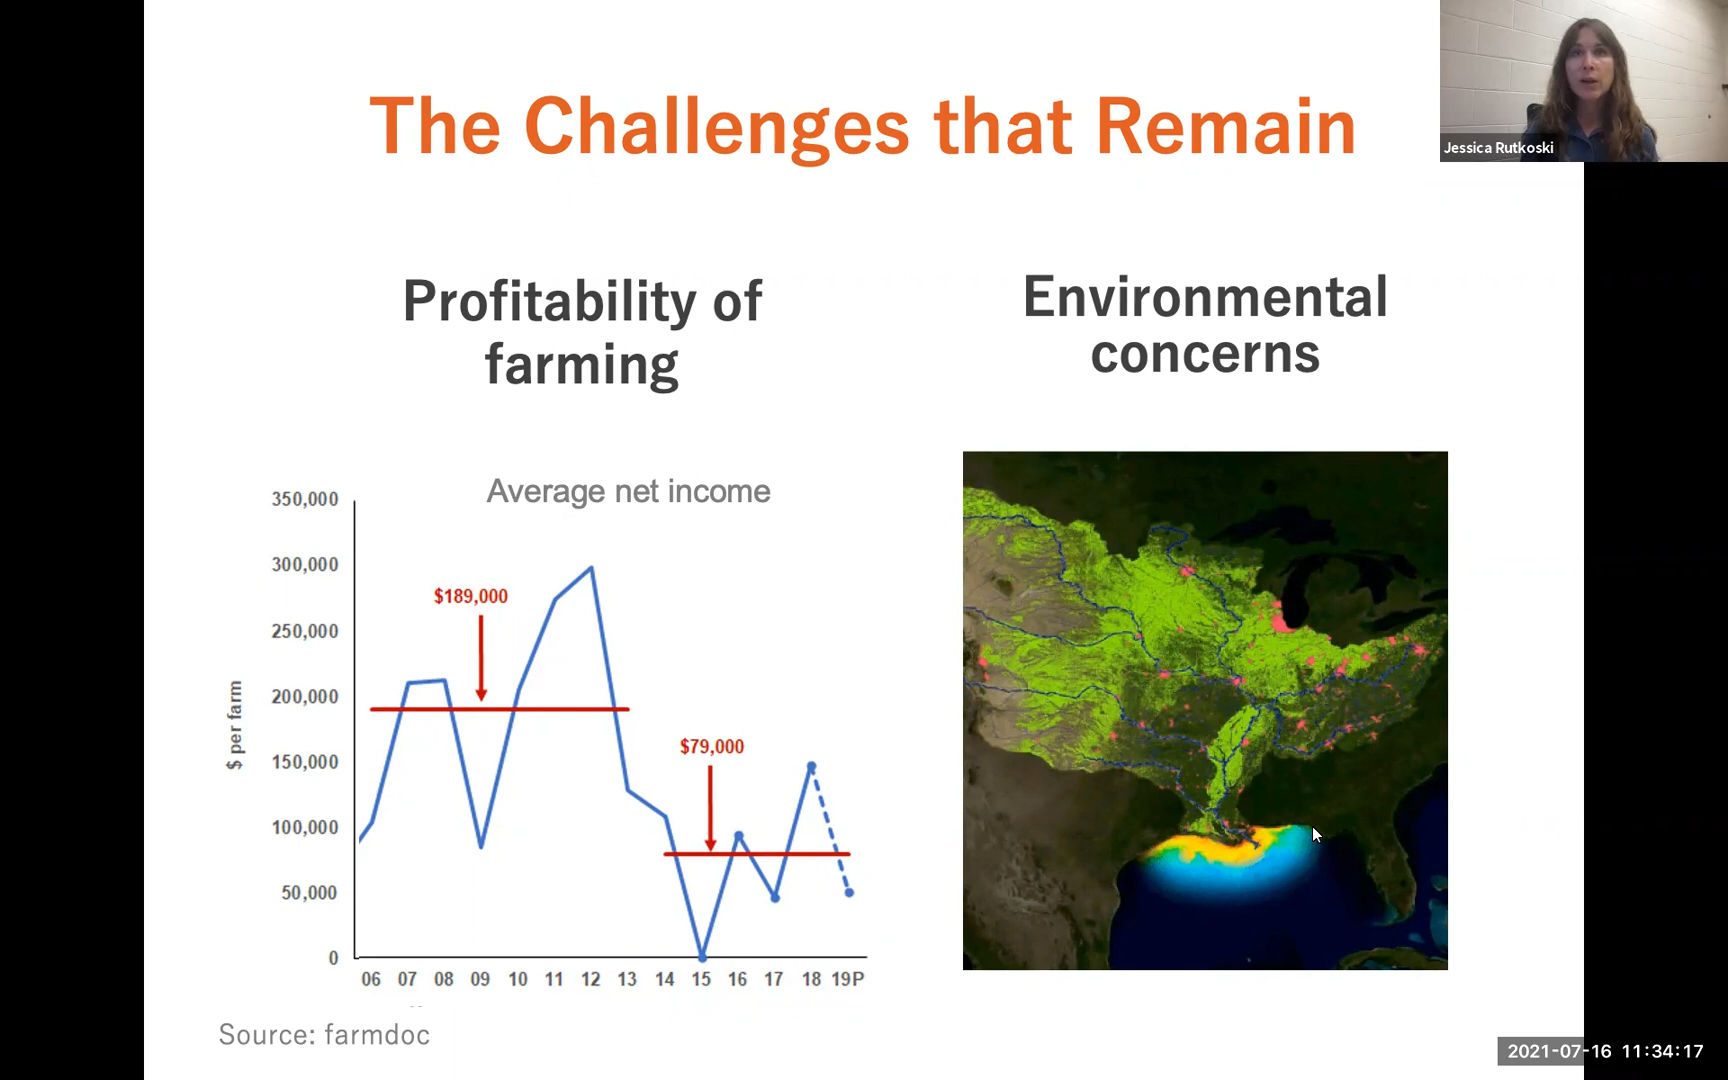 The Challenges that Remain
Jessica Rutkoski
Profitability of
farming
Environmental
concerns
Average net income
350,000
300,000
250,000
200,000
150,000
100,000
50,000
0
$ per farm
$189,000
$79,000
06 07 08 09 10 11 12 13 14 15 16 17 18 19P
Source: farmdoc
2021-07-16 11:34:17